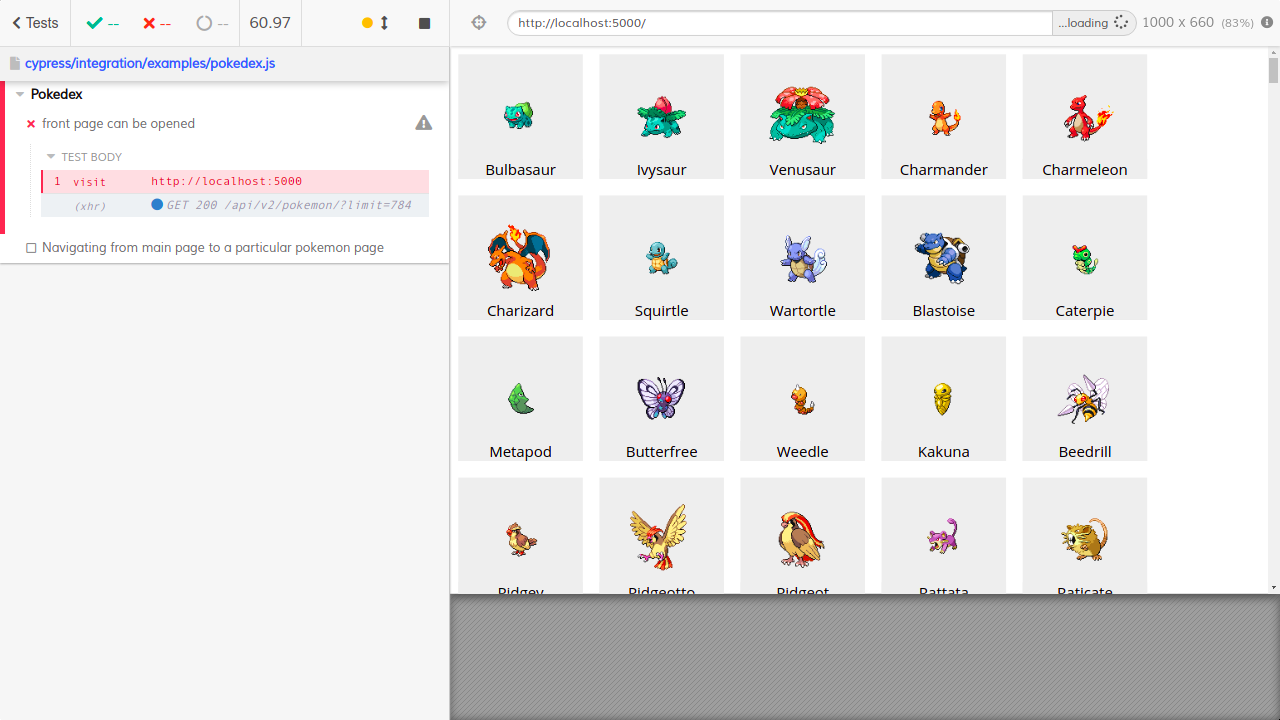 Tests
--
--
--
60.97
http://localhost:5000/
...loading
1000 x 660 (83%)
cypress/integration/examples/pokedex.js
Pokedex
front page can be opened
TEST BODY
1 visit http://localhost:5000
(xhr) GET 200 /api/v2/pokemon/?limit=784
Navigating from main page to a particular pokemon page
Bulbasaur Ivysaur Venusaur Charmander Charmeleon
Charizard Squirtle Wartortle Blastoise Caterpie
Metapod Butterfree Weedle Kakuna Beedrill
Pidgey Pidgeotto Pidgeot Rattata Raticate